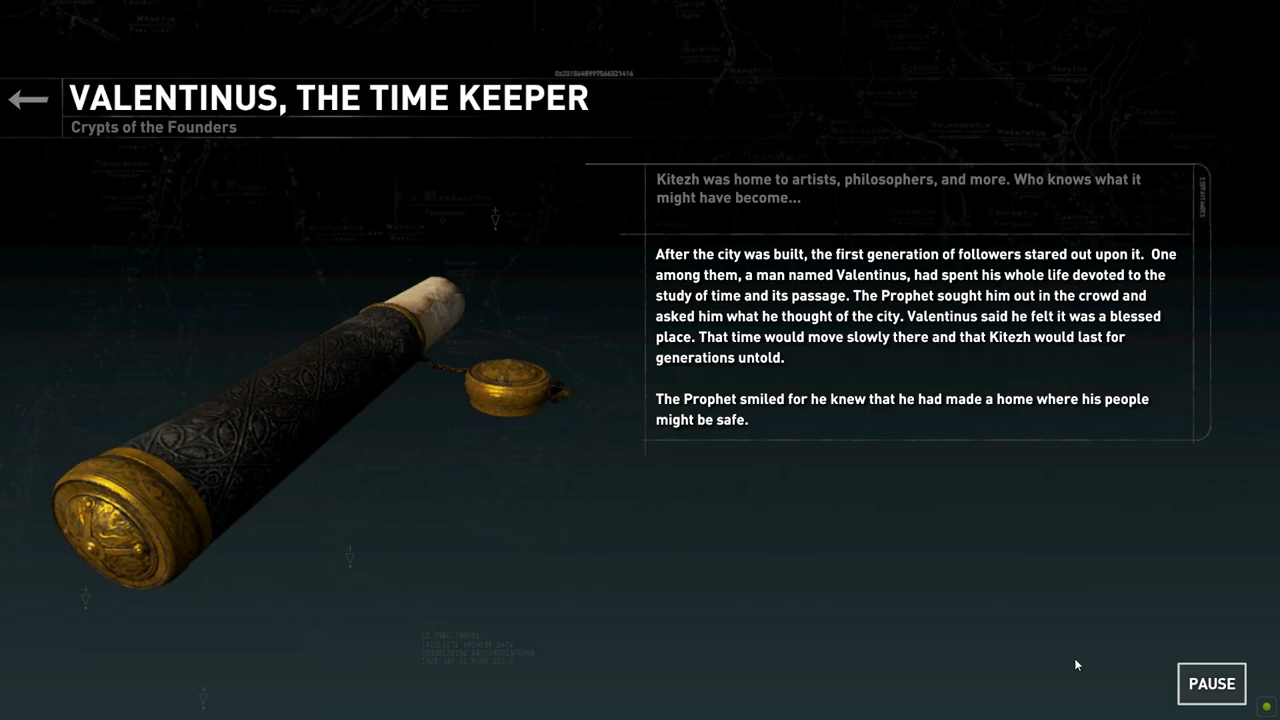 0x2315648997566321416
VALENTINUS, THE TIME KEEPER
Crypts of the Founders
Kitezh was home to artists, philosophers, and more. Who knows what it
might have become...
After the city was built, the first generation of followers stared out upon it. One
among them, a man named Valentinus, had spent his whole life devoted to the
study of time and its passage. The Prophet sought him out in the crowd and
asked him what he thought of the city. Valentinus said he felt it was a blessed
place. That time would move slowly there and that Kitezh would last for
generations untold.
The Prophet smiled for he knew that he had made a home where his people
might be safe.
SATELLITE ARCHIVE DATA
PAUSE